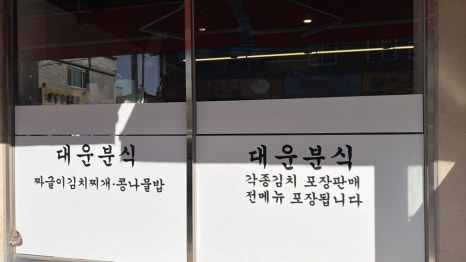 대운분식
짜글이김치찌개·콩나물밥
대운분식
각종김치 포장판매
전메뉴 포장됩니다